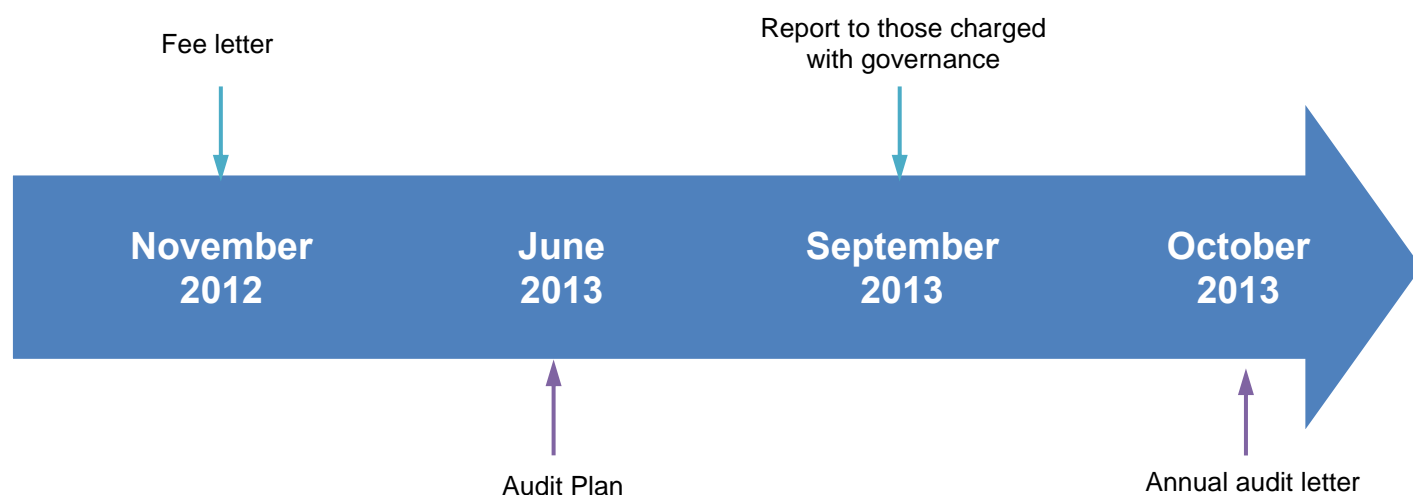 Fee letter
Report to those charged
with governance
November
2012
June
2013
September
2013
October
2013
Audit Plan
Annual audit letter